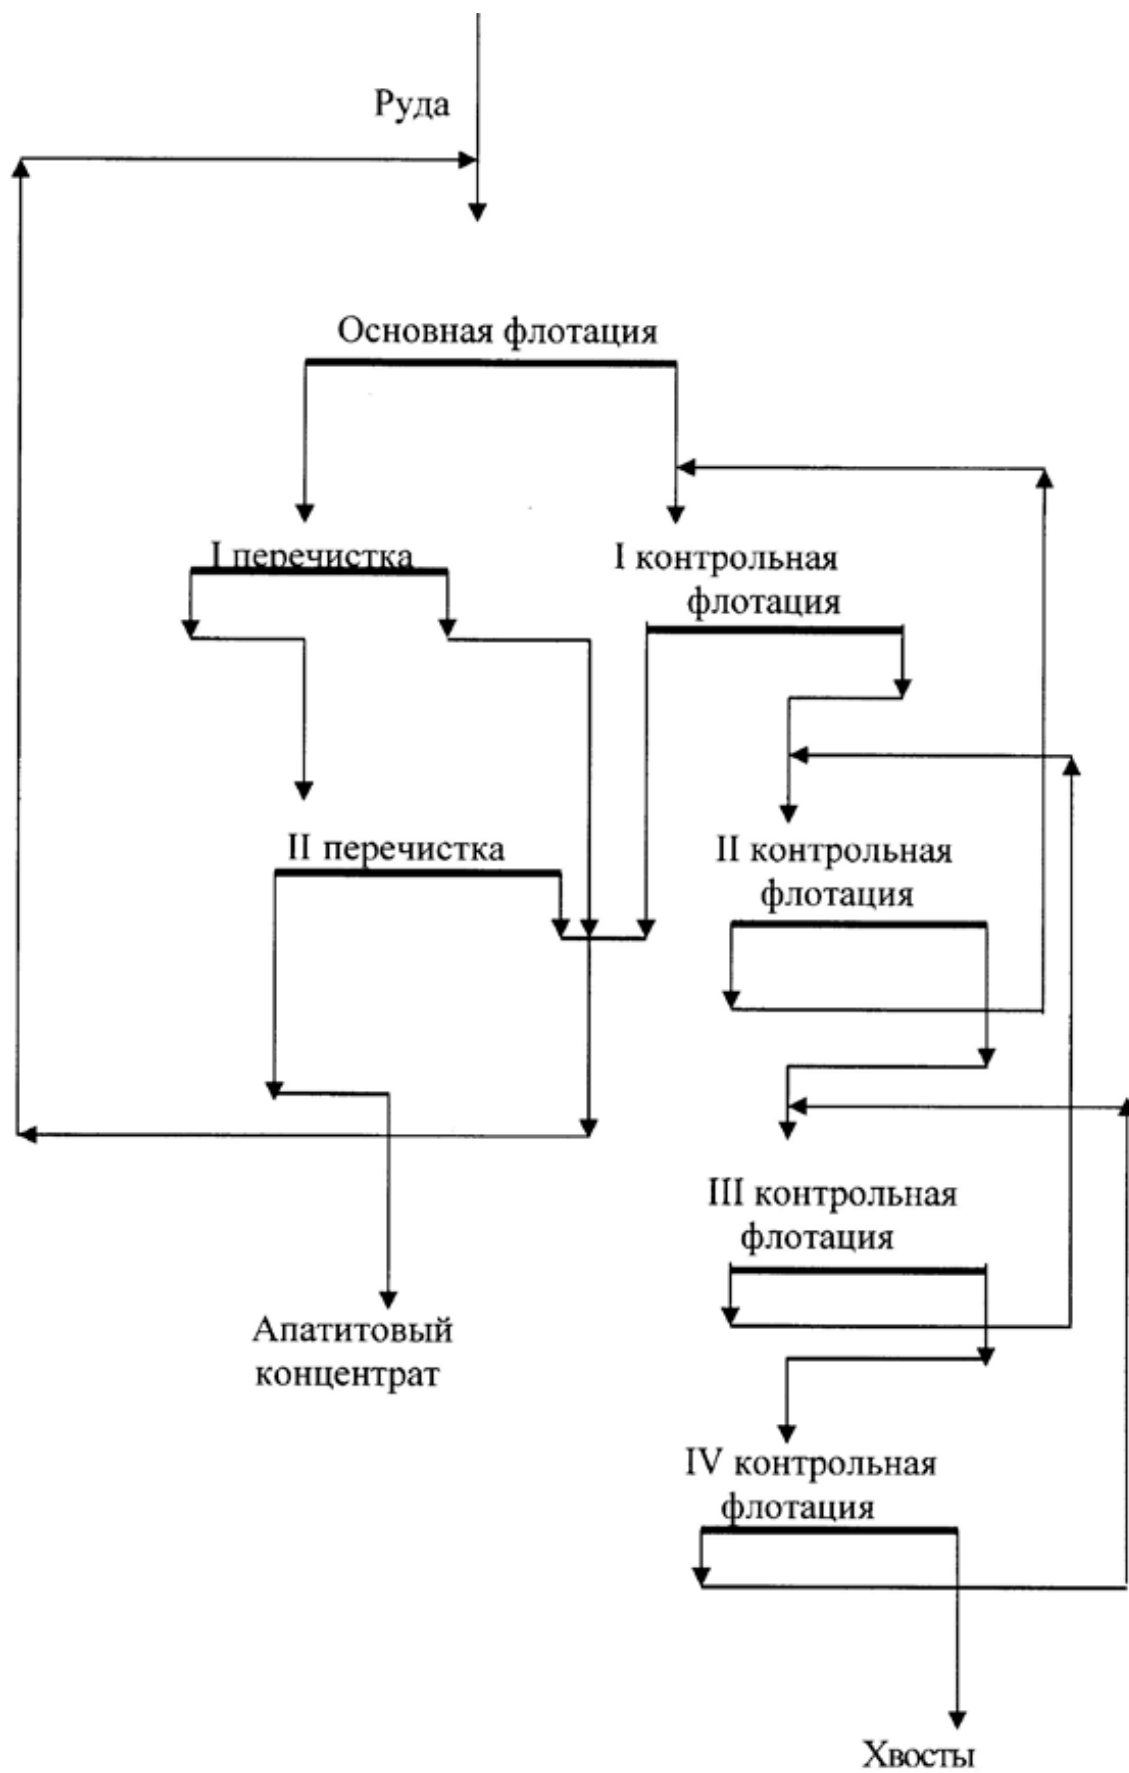 Руда
Основная флотация
I перечистка
I контрольная
флотация
II перечистка
II контрольная
флотация
III контрольная
флотация
Апатитовый
концентрат
IV контрольная
флотация
Хвосты